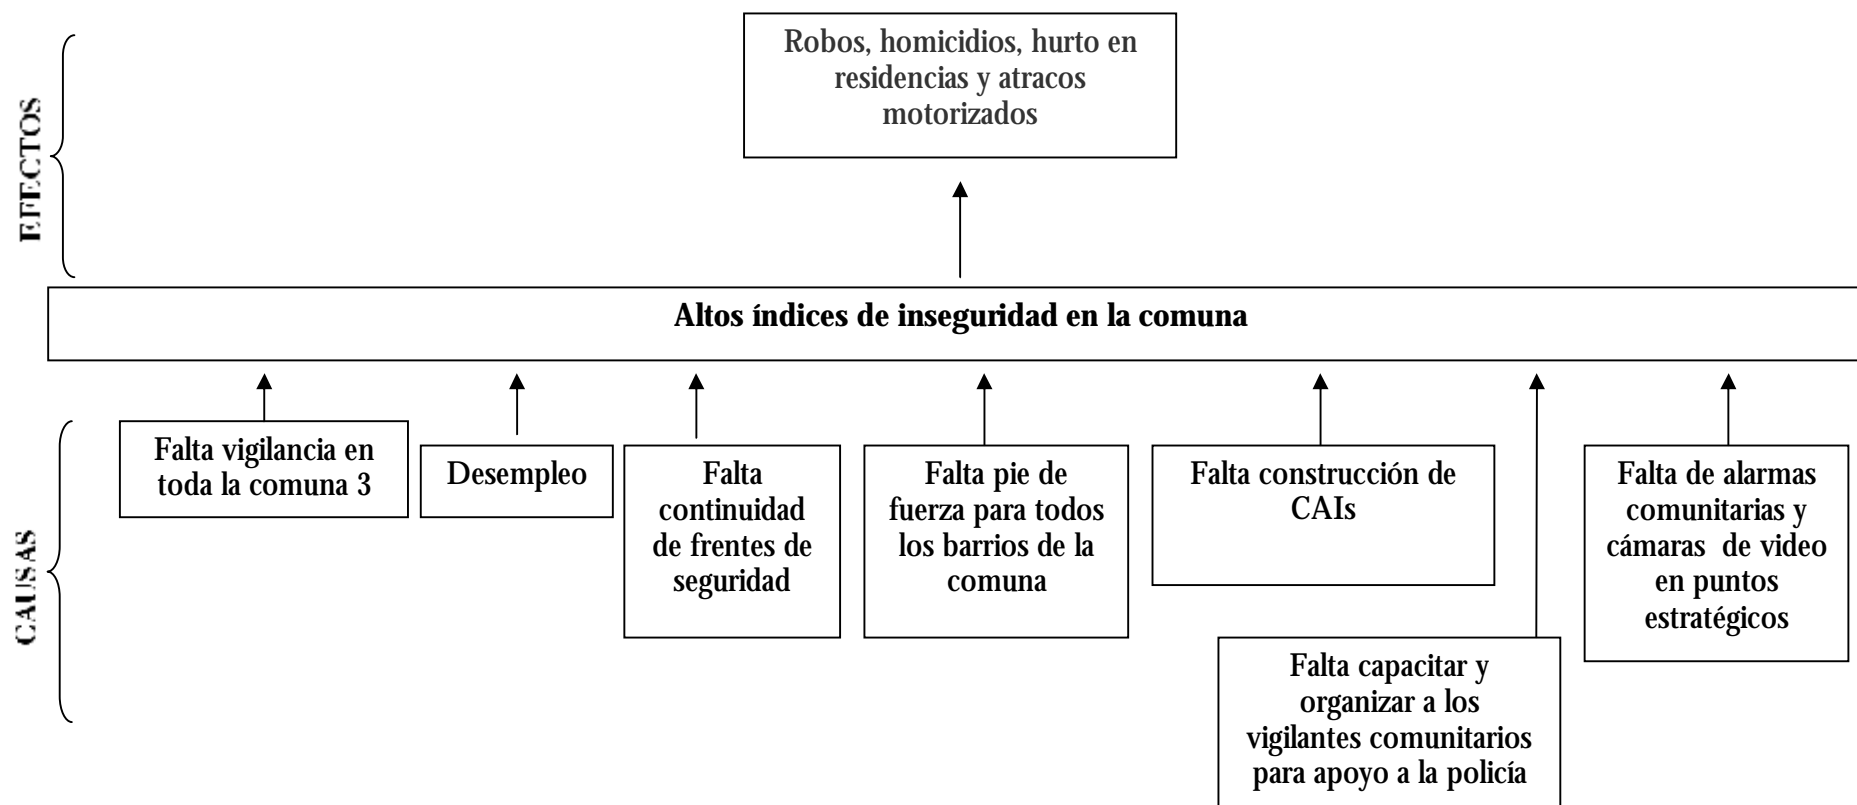 EFECTOS
Robos, homicidios, hurto en
residencias y atracos
motorizados
Altos índices de inseguridad en la comuna
CAUSAS
Falta vigilancia en
toda la comuna 3
Desempleo
Falta
continuidad
de frentes de
seguridad
Falta pie de
fuerza para todos
los barrios de la
comuna
Falta construcción de
CAIs
Falta capacitar y
organizar a los
vigilantes comunitarios
para apoyo a la policía
Falta de alarmas
comunitarias y
cámaras de video
en puntos
estratégicos